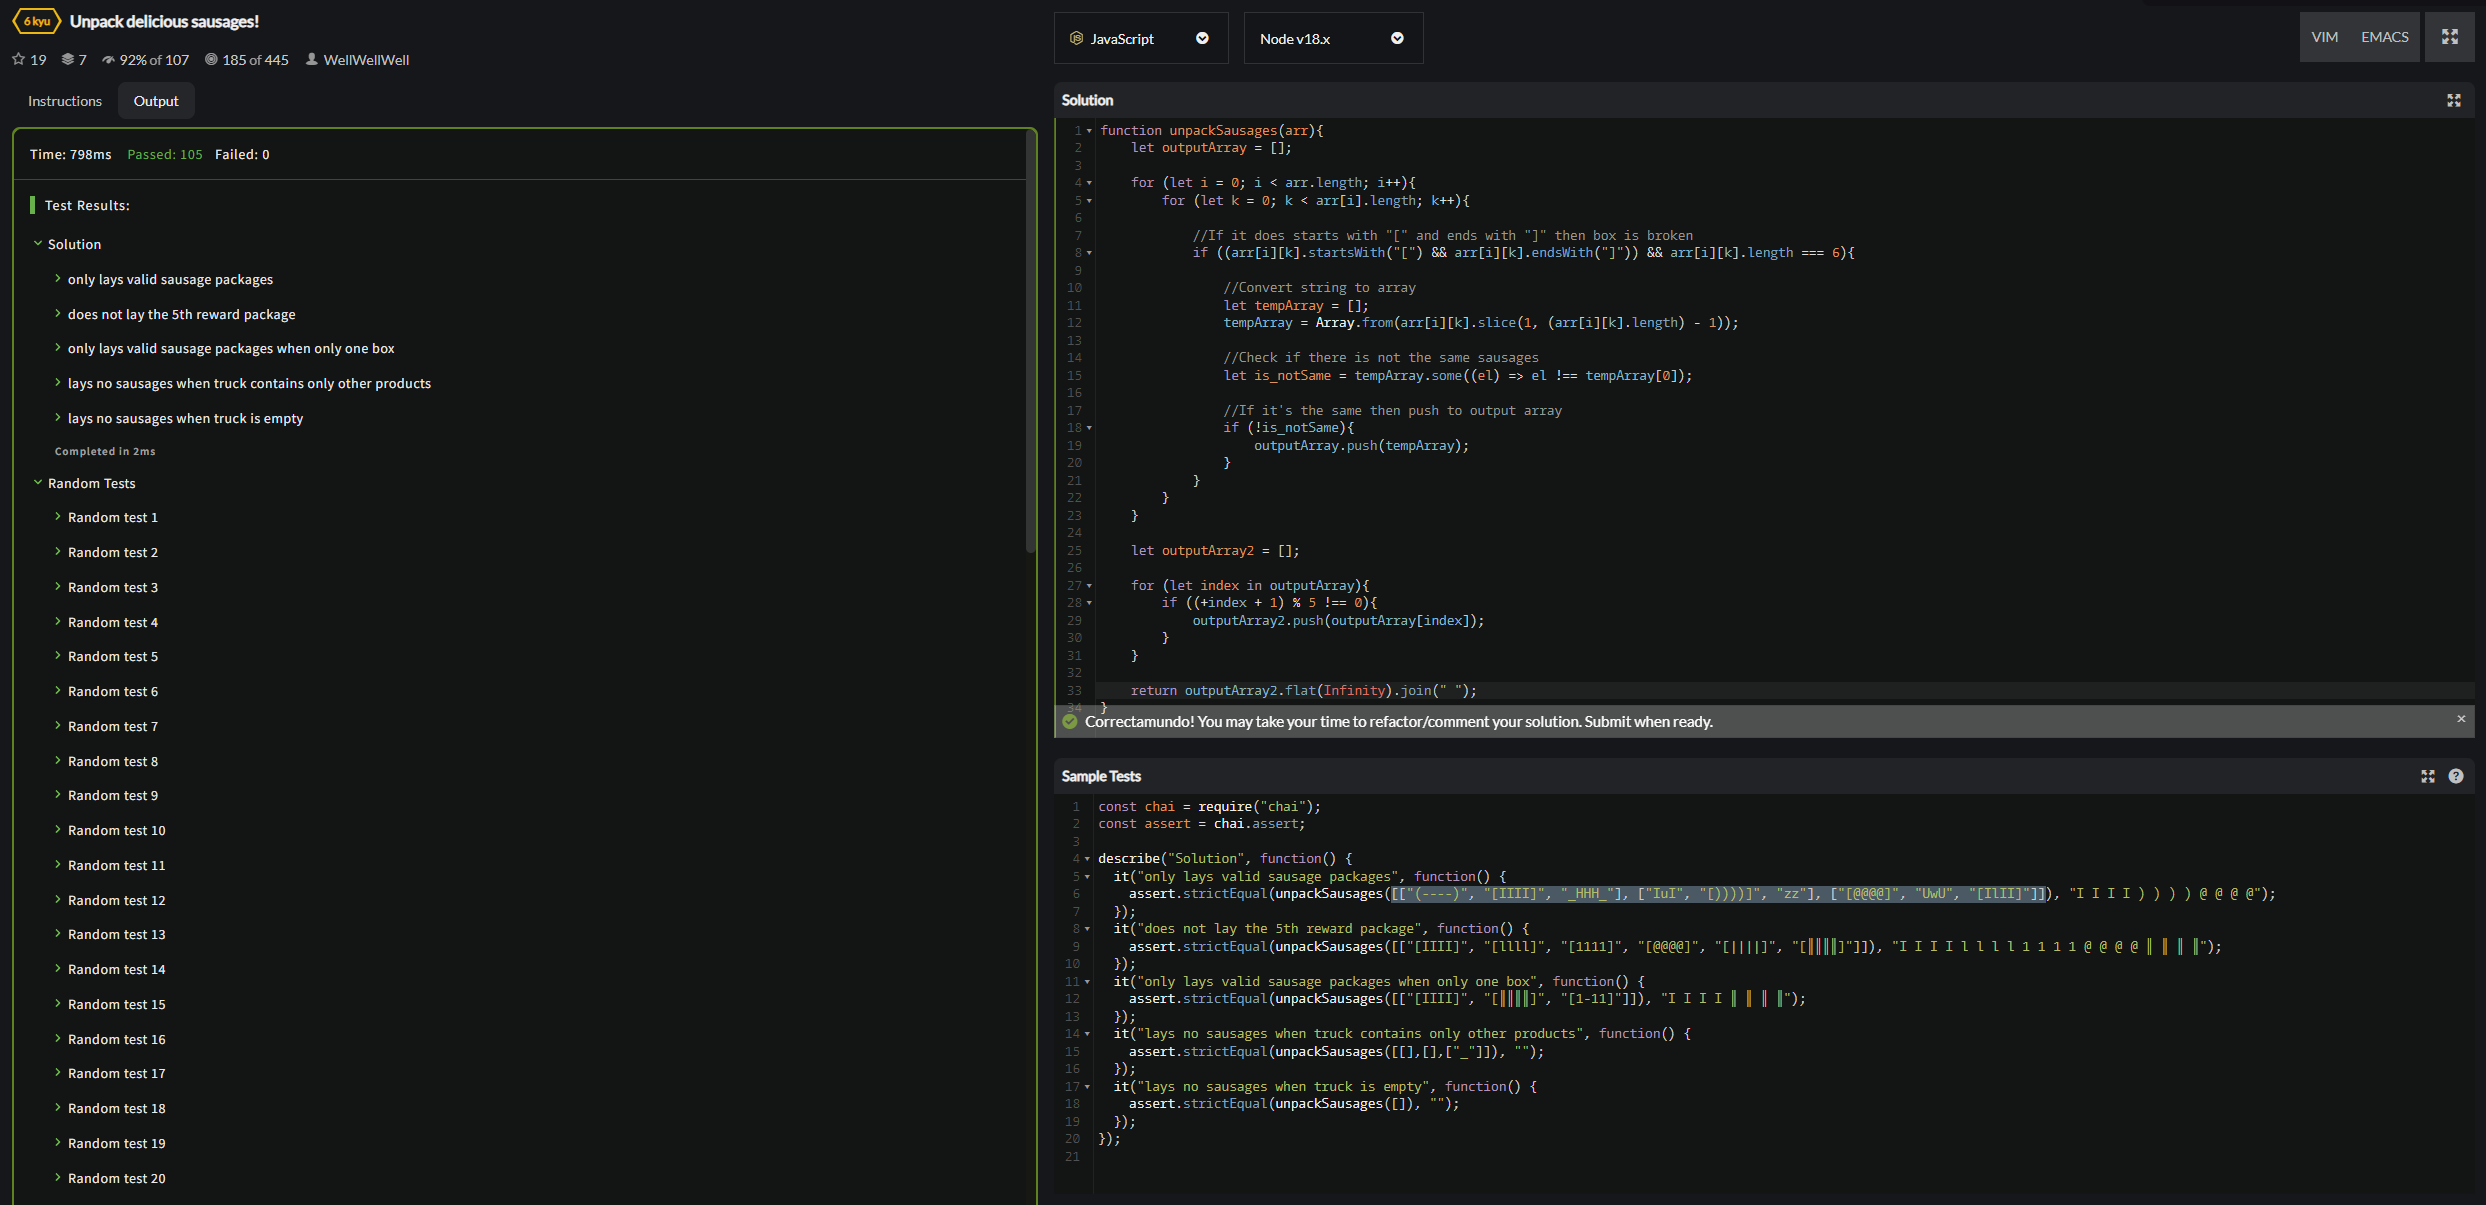 6 kyu Unpack delicious sausages!
19 7 92% of 107 185 of 445 WellWellWell
Instructions Output
Time: 798ms Passed: 105 Failed: 0
Test Results:
Solution
only lays valid sausage packages
does not lay the 5th reward package
only lays valid sausage packages when only one box
lays no sausages when truck contains only other products
lays no sausages when truck is empty
Completed in 2ms
Random Tests
Random test 1
Random test 2
Random test 3
Random test 4
Random test 5
Random test 6
Random test 7
Random test 8
Random test 9
Random test 10
Random test 11
Random test 12
Random test 13
Random test 14
Random test 15
Random test 16
Random test 17
Random test 18
Random test 19
Random test 20
JavaScript Node v18.x VIM EMACS
Solution
1 function unpackSausages(arr){
2 let outputArray = [];
3
4 for (let i = 0; i < arr.length; i++){
5 for (let k = 0; k < arr[i].length; k++){
6
7 //If it does starts with "[" and ends with "]" then box is broken
8 if ((arr[i][k].startsWith("[") && arr[i][k].endsWith("]")) && arr[i][k].length === 6){
9
10 //Convert string to array
11 let tempArray = [];
12 tempArray = Array.from(arr[i][k].slice(1, (arr[i][k].length) - 1));
13
14 //Check if there is not the same sausages
15 let is_notSame = tempArray.some((el) => el !== tempArray[0]);
16
17 //If it's the same then push to output array
18 if (!is_notSame){
19 outputArray.push(tempArray);
20 }
21 }
22 }
23 }
24
25 let outputArray2 = [];
26
27 for (let index in outputArray){
28 if ((+index + 1) % 5 !== 0){
29 outputArray2.push(outputArray[index]);
30 }
31 }
32
33 return outputArray2.flat(Infinity).join(" ");
34 }
Correctamundo! You may take your time to refactor/comment your solution. Submit when ready. ×
Sample Tests ?
1 const chai = require("chai");
2 const assert = chai.assert;
3
4 describe("Solution", function() {
5 it("only lays valid sausage packages", function() {
6 assert.strictEqual(unpackSausages([["(----)", "[IIII]", "_HHH_"], ["IuI", "[))))]", "zz"], ["[@@@@]", "UwU", "[IlII]"]]), "I I I I ) ) ) ) @ @ @ @");
7 });
8 it("does not lay the 5th reward package", function() {
9 assert.strictEqual(unpackSausages([["[IIII]", "[llll]", "[1111]", "[@@@@]", "[||||]", "[║║║║]"]]), "I I I I l l l l 1 1 1 1 @ @ @ @ ║ ║ ║ ║");
10 });
11 it("only lays valid sausage packages when only one box", function() {
12 assert.strictEqual(unpackSausages([["[IIII]", "[║║║║]", "[1-11]"]]), "I I I I ║ ║ ║ ║");
13 });
14 it("lays no sausages when truck contains only other products", function() {
15 assert.strictEqual(unpackSausages([[],[],["_"]]), "");
16 });
17 it("lays no sausages when truck is empty", function() {
18 assert.strictEqual(unpackSausages([]), "");
19 });
20 });
21